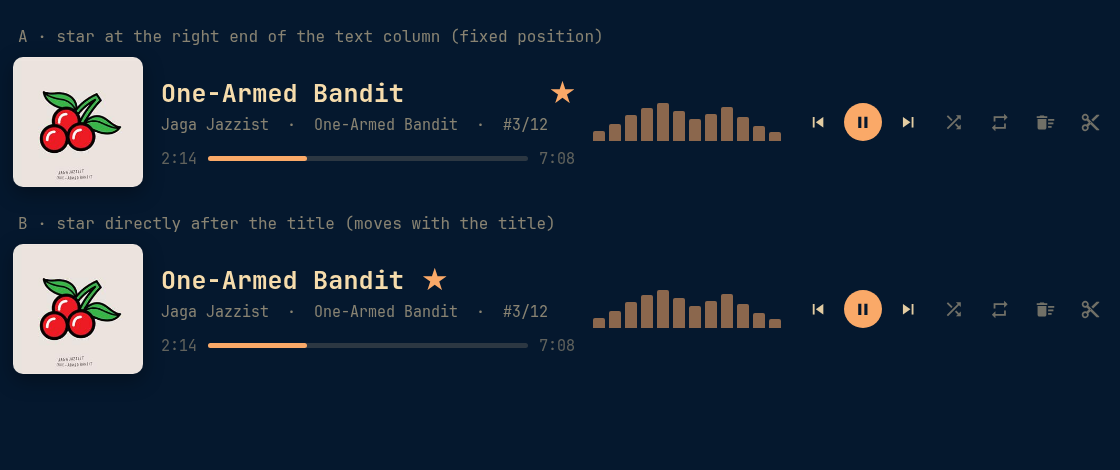 A · star at the right end of the text column (fixed position)
One-Armed Bandit
Jaga Jazzist · One-Armed Bandit · #3/12
2:14 7:08
B · star directly after the title (moves with the title)
One-Armed Bandit
Jaga Jazzist · One-Armed Bandit · #3/12
2:14 7:08